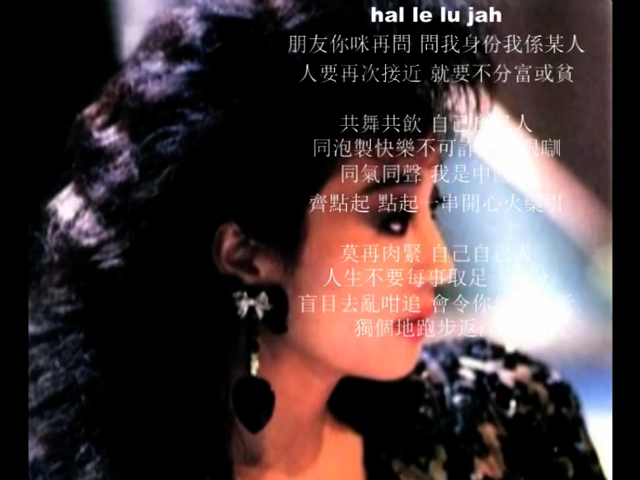 hal le lu jah
朋友你咪再問 問我身份我係某人
人要再次接近 就要不分富或貧
共舞共飲 自己 人
同泡製快樂不可 瞓
同氣同聲 我是中
齊點起 點起一串開心火藥引
莫再肉緊 自己自己人
人生不要每事取足
盲目去亂咁追 會令你
獨個地跑步返